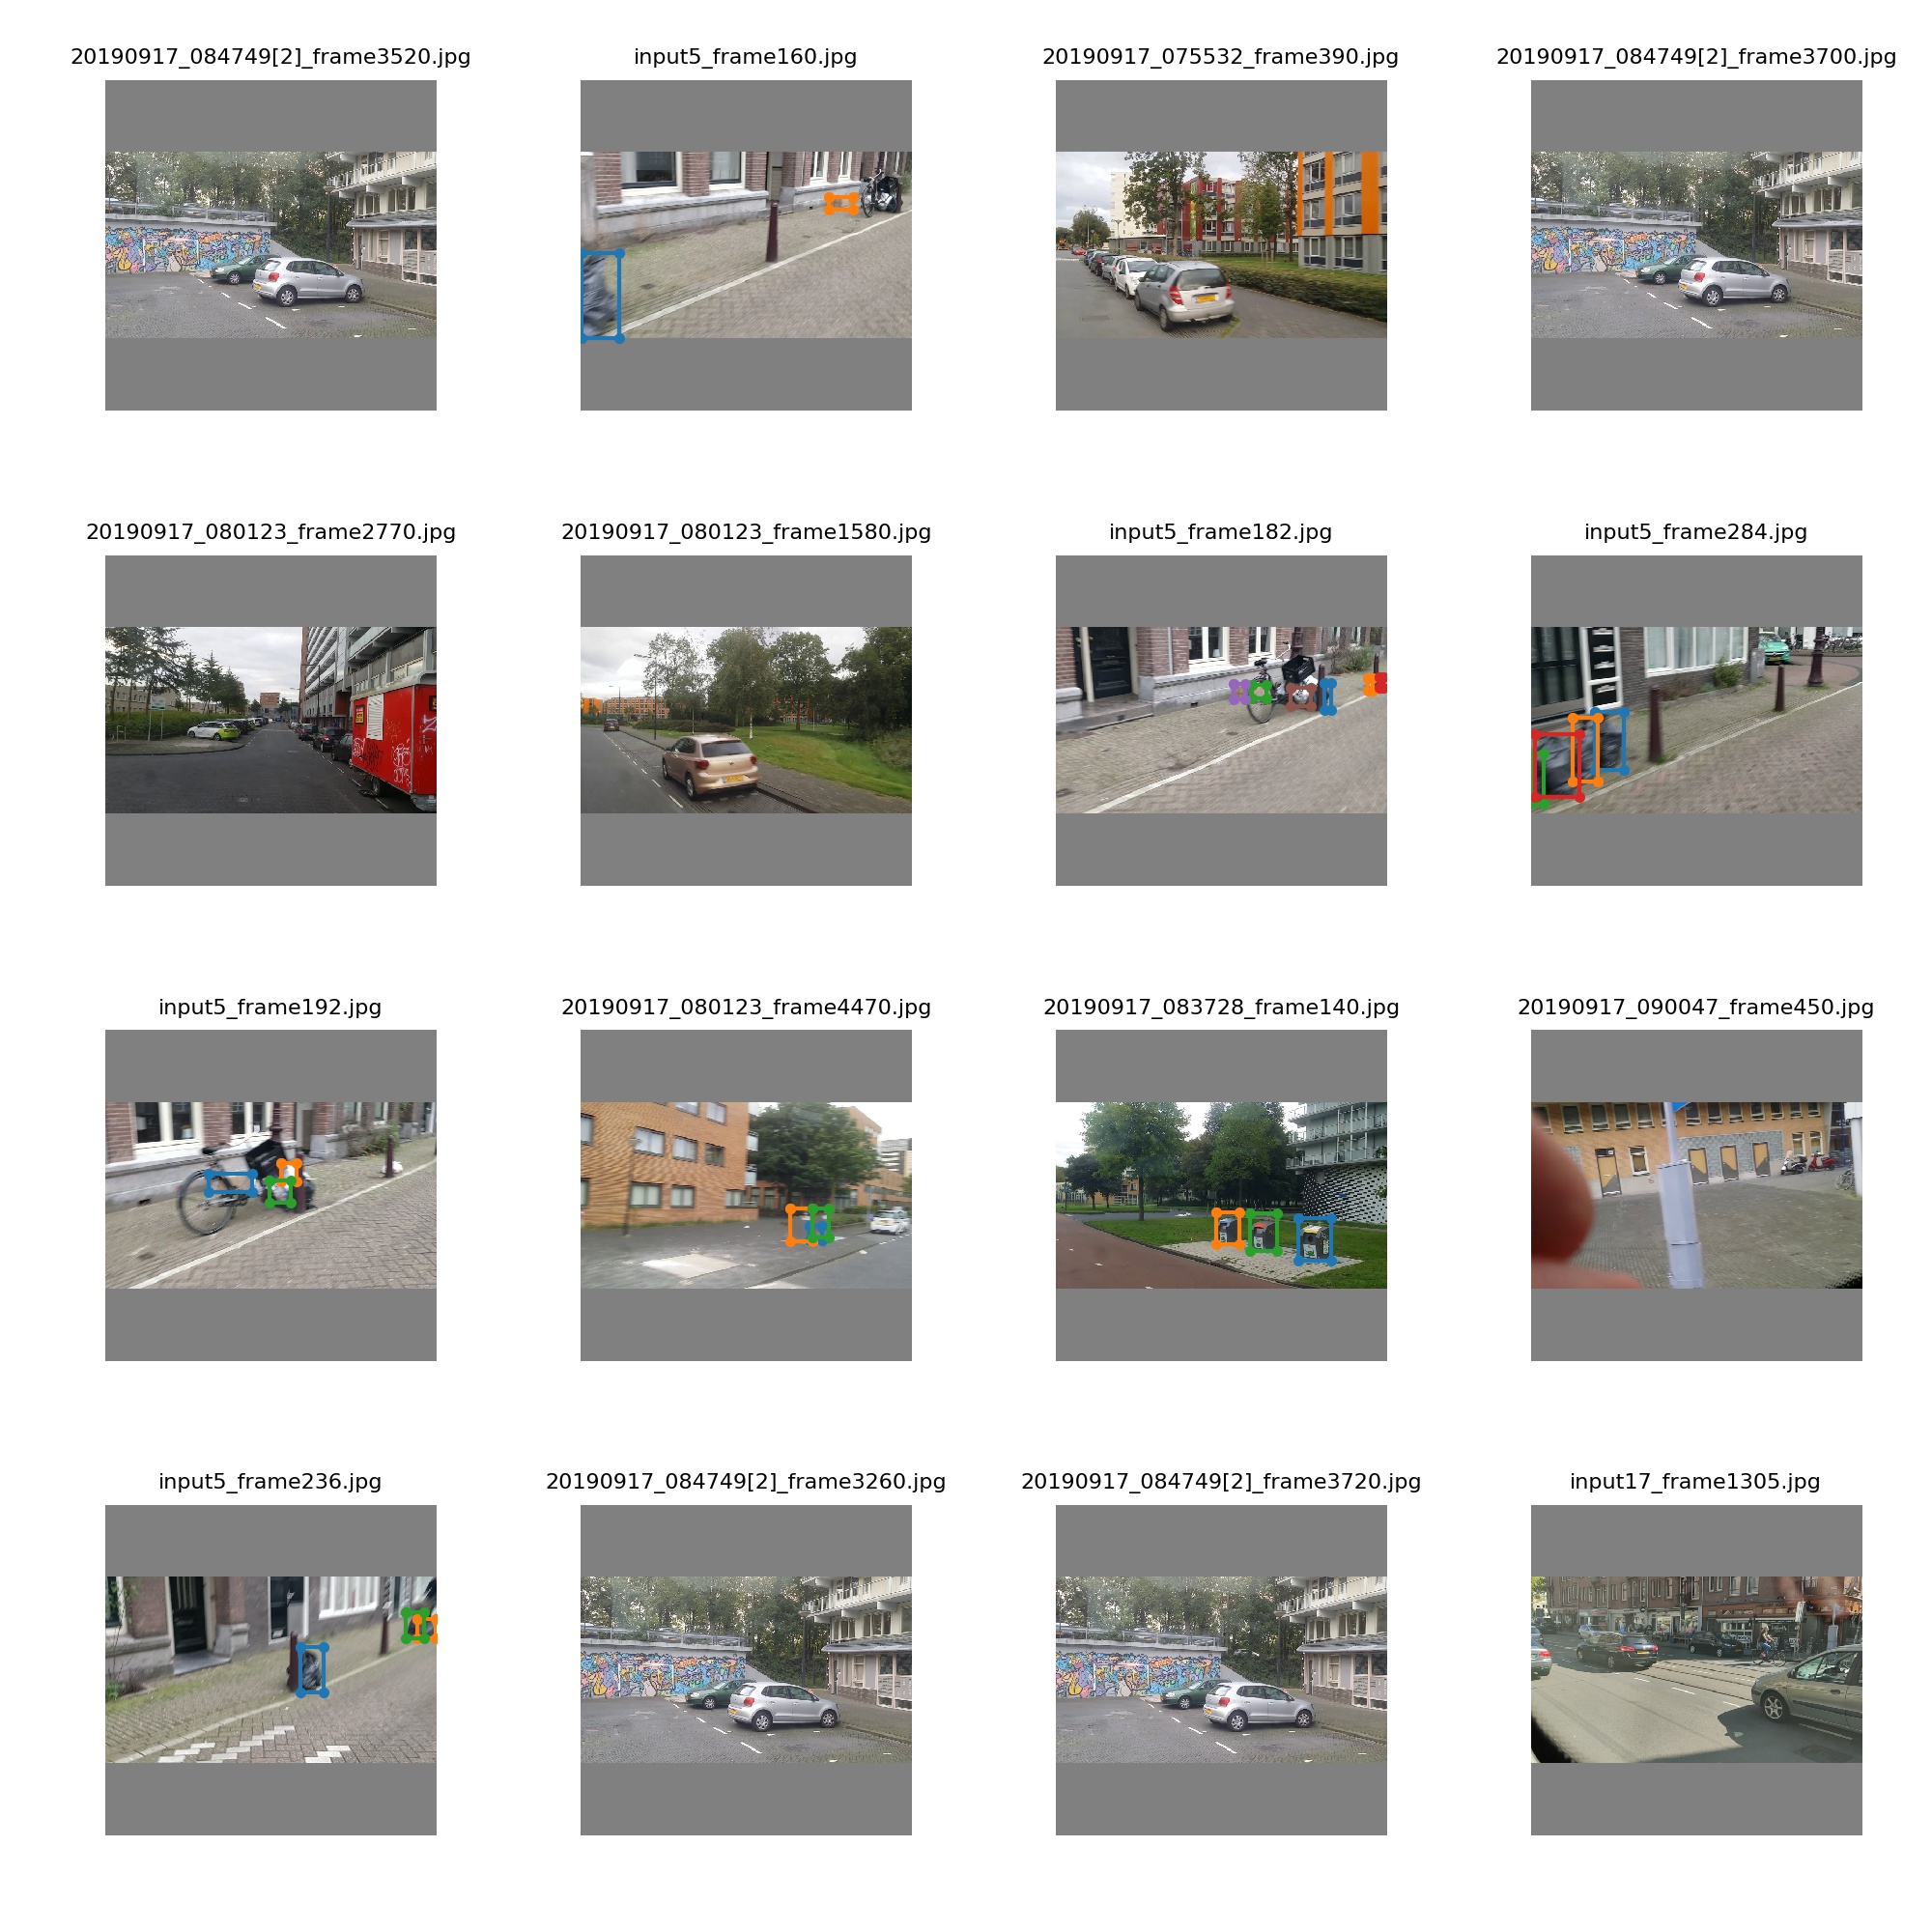 20190917_084749[2]_frame3520.jpg
input5_frame160.jpg
20190917_075532_frame390.jpg
20190917_084749[2]_frame3700.jpg
20190917_080123_frame2770.jpg
20190917_080123_frame1580.jpg
input5_frame182.jpg
input5_frame284.jpg
input5_frame192.jpg
20190917_080123_frame4470.jpg
20190917_083728_frame140.jpg
20190917_090047_frame450.jpg
input5_frame236.jpg
20190917_084749[2]_frame3260.jpg
20190917_084749[2]_frame3720.jpg
input17_frame1305.jpg